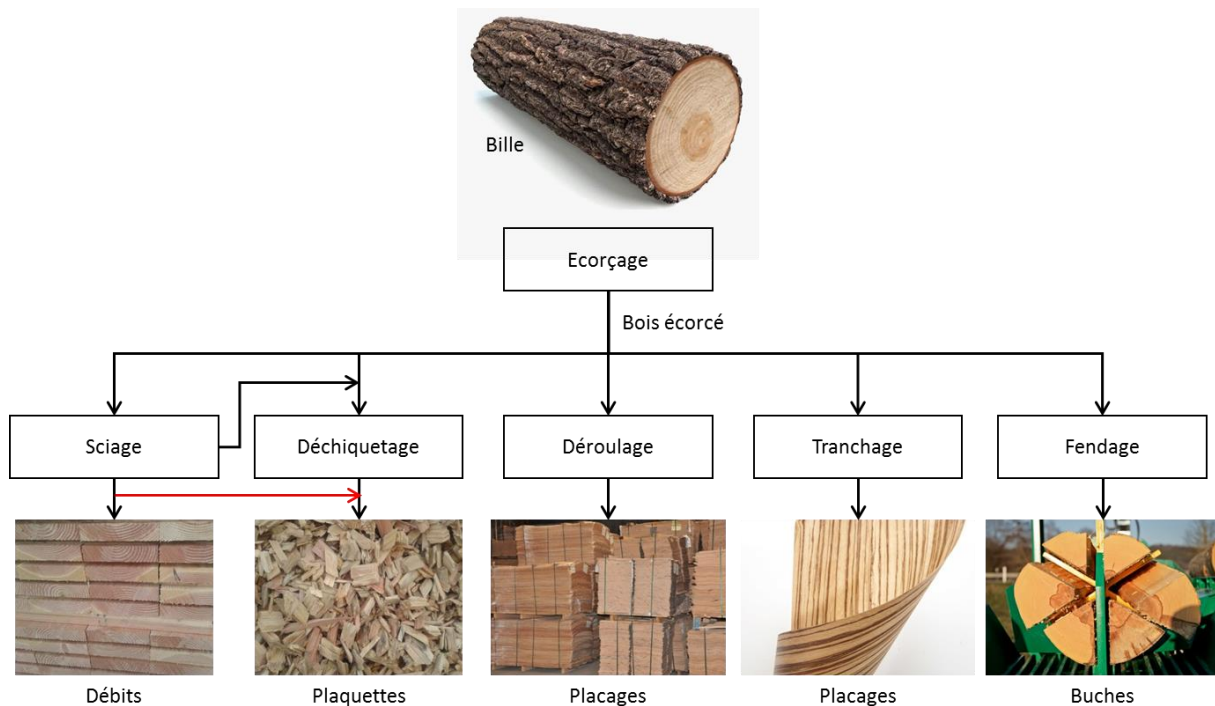 Bille
Ecorçage
Bois écorcé
Sciage
Déchiquetage
Déroulage
Tranchage
Fendage
Débits
Plaquettes
Placages
Placages
Buches